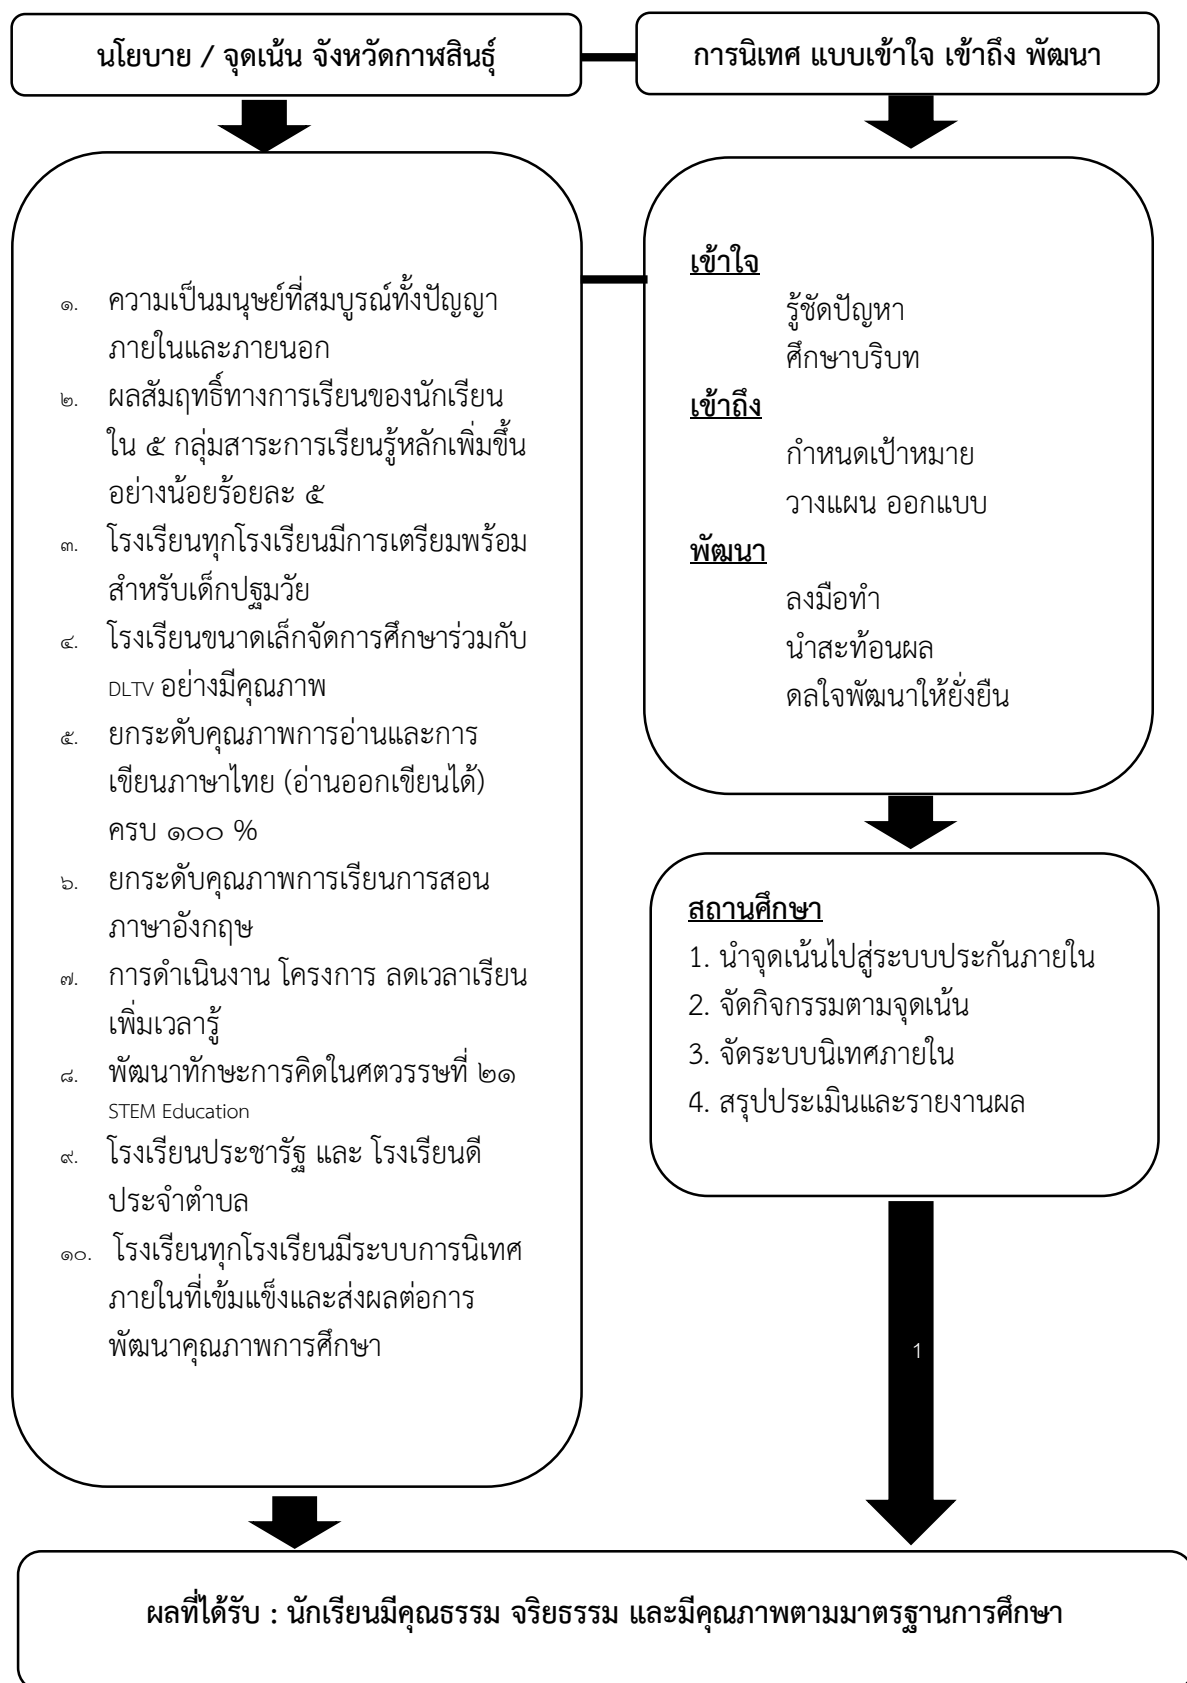 นโยบาย / จุดเน้น จังหวัดกาฬสินธุ์
การนิเทศ แบบเข้าใจ เข้าถึง พัฒนา
๑. ความเป็นมนุษย์ที่สมบูรณ์ทั้งปัญญา
ภายในและภายนอก
๒. ผลสัมฤทธิ์ทางการเรียนของนักเรียน
ใน ๕ กลุ่มสาระการเรียนรู้หลักเพิ่มขึ้น
อย่างน้อยร้อยละ ๕
๓. โรงเรียนทุกโรงเรียนมีการเตรียมพร้อม
สำหรับเด็กปฐมวัย
๔. โรงเรียนขนาดเล็กจัดการศึกษาร่วมกับ
DLTV อย่างมีคุณภาพ
๕. ยกระดับคุณภาพการอ่านและการ
เขียนภาษาไทย (อ่านออกเขียนได้)
ครบ ๑๐๐ %
๖. ยกระดับคุณภาพการเรียนการสอน
ภาษาอังกฤษ
๗. การดำเนินงาน โครงการ ลดเวลาเรียน
เพิ่มเวลารู้
๘. พัฒนาทักษะการคิดในศตวรรษที่ ๒๑
STEM Education
๙. โรงเรียนประชารัฐ และ โรงเรียนดี
ประจำตำบล
๑๐. โรงเรียนทุกโรงเรียนมีระบบการนิเทศ
ภายในที่เข้มแข็งและส่งผลต่อการ
พัฒนาคุณภาพการศึกษา
เข้าใจ
รู้ชัดปัญหา
ศึกษาบริบท
เข้าถึง
กำหนดเป้าหมาย
วางแผน ออกแบบ
พัฒนา
ลงมือทำ
นำสะท้อนผล
ดลใจพัฒนาให้ยั่งยืน
สถานศึกษา
1. นำจุดเน้นไปสู่ระบบประกันภายใน
2. จัดกิจกรรมตามจุดเน้น
3. จัดระบบนิเทศภายใน
4. สรุปประเมินและรายงานผล
1
ผลที่ได้รับ : นักเรียนมีคุณธรรม จริยธรรม และมีคุณภาพตามมาตรฐานการศึกษา